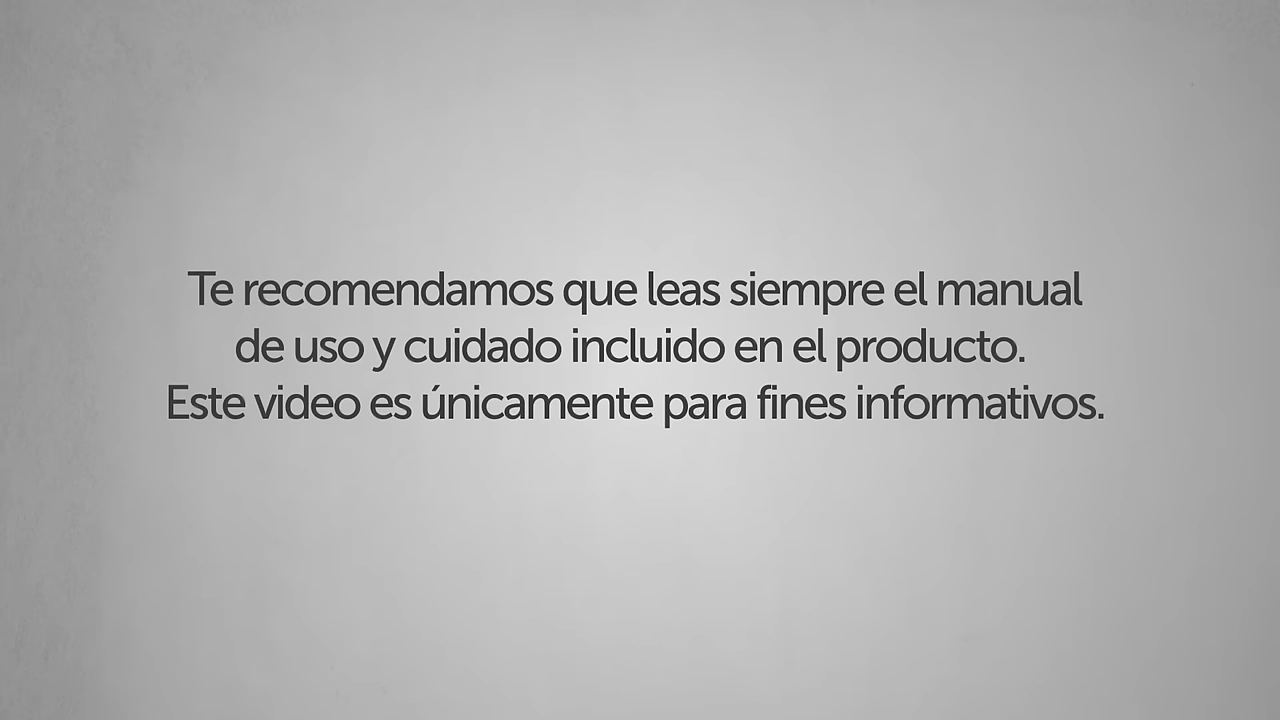 Te recomendamos que leas siempre el manual
de uso y cuidado incluido en el producto.
Este video es únicamente para fines informativos.